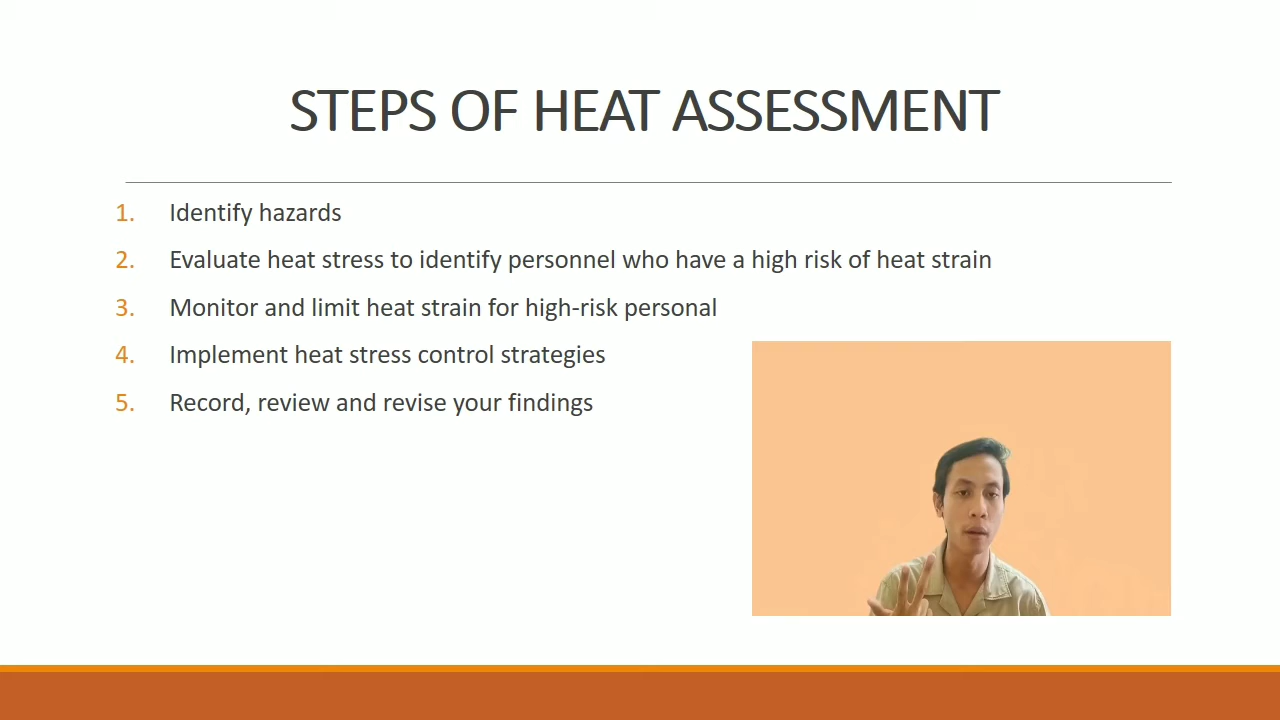 STEPS OF HEAT ASSESSMENT
1. Identify hazards
2. Evaluate heat stress to identify personnel who have a high risk of heat strain
3. Monitor and limit heat strain for high-risk personal
4. Implement heat stress control strategies
5. Record, review and revise your findings